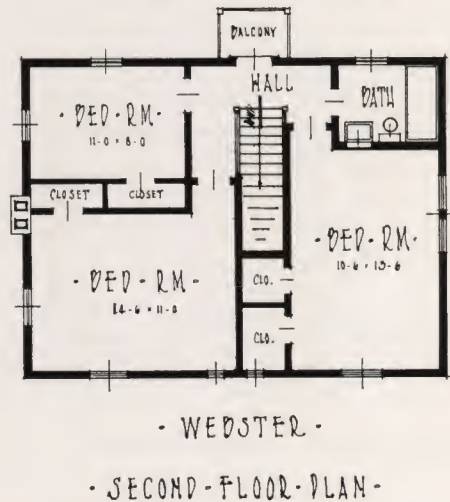 BALCONY
HALL
BATH
· BED · RM ·
11-0 × 8-0
CLOSET
CLOSET
· BED · RM ·
14-6 × 11-0
· BED · RM ·
10-6 × 13-6
CLO.
CLO.
· WEBSTER ·
· SECOND · FLOOR · PLAN ·